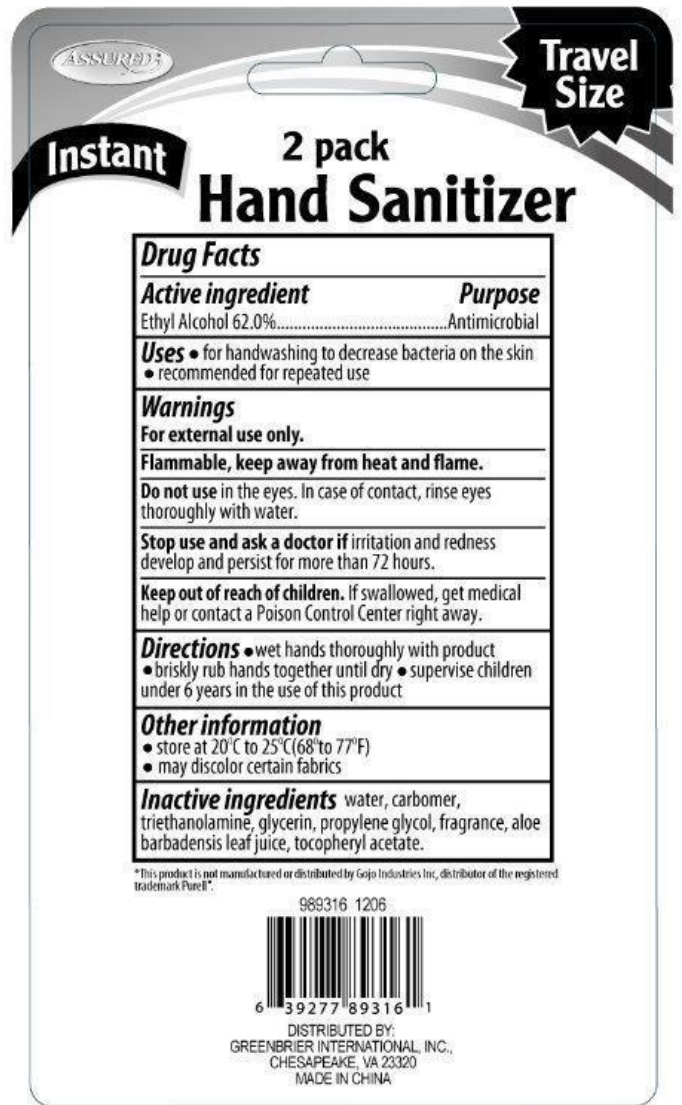 ASSURED
Travel
Size
Instant
2 pack
Hand Sanitizer
Drug Facts
Active ingredient Purpose
Ethyl Alcohol 62.0%........................................Antimicrobial
Uses • for handwashing to decrease bacteria on the skin
• recommended for repeated use
Warnings
For external use only.
Flammable, keep away from heat and flame.
Do not use in the eyes. In case of contact, rinse eyes
thoroughly with water.
Stop use and ask a doctor if irritation and redness
develop and persist for more than 72 hours.
Keep out of reach of children. If swallowed, get medical
help or contact a Poison Control Center right away.
Directions • wet hands thoroughly with product
• briskly rub hands together until dry • supervise children
under 6 years in the use of this product
Other information
• store at 20°C to 25°C(68°to 77°F)
• may discolor certain fabrics
Inactive ingredients water, carbomer,
triethanolamine, glycerin, propylene glycol, fragrance, aloe
barbadensis leaf juice, tocopheryl acetate.
*This product is not manufactured or distributed by Gojo Industries Inc, distributor of the registered
trademark Purell®.
989316 1206
6 39277 89316 1
DISTRIBUTED BY:
GREENBRIER INTERNATIONAL, INC.,
CHESAPEAKE, VA 23320
MADE IN CHINA